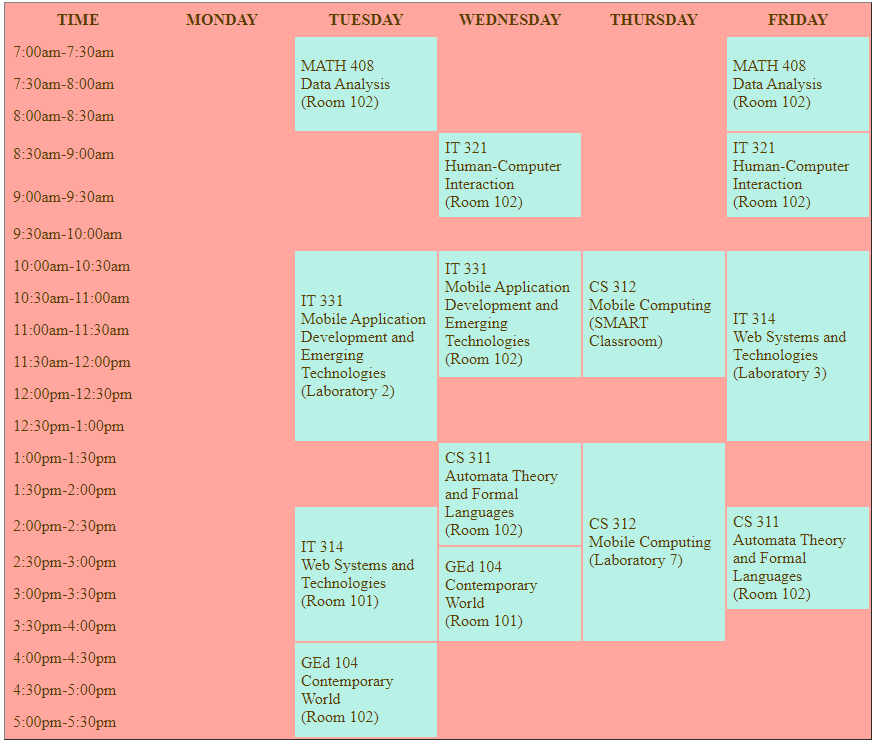 TIME MONDAY TUESDAY WEDNESDAY THURSDAY FRIDAY
7:00am-7:30am
7:30am-8:00am
8:00am-8:30am
MATH 408
Data Analysis
(Room 102)
MATH 408
Data Analysis
(Room 102)
8:30am-9:00am
9:00am-9:30am
IT 321
Human-Computer
Interaction
(Room 102)
IT 321
Human-Computer
Interaction
(Room 102)
9:30am-10:00am
10:00am-10:30am
10:30am-11:00am
11:00am-11:30am
11:30am-12:00pm
12:00pm-12:30pm
12:30pm-1:00pm
IT 331
Mobile Application
Development and
Emerging
Technologies
(Laboratory 2)
IT 331
Mobile Application
Development and
Emerging
Technologies
(Room 102)
CS 312
Mobile Computing
(SMART
Classroom)
IT 314
Web Systems and
Technologies
(Laboratory 3)
1:00pm-1:30pm
1:30pm-2:00pm
2:00pm-2:30pm
2:30pm-3:00pm
3:00pm-3:30pm
3:30pm-4:00pm
CS 311
Automata Theory
and Formal
Languages
(Room 102)
CS 312
Mobile Computing
(Laboratory 7)
IT 314
Web Systems and
Technologies
(Room 101)
CS 311
Automata Theory
and Formal
Languages
(Room 102)
GEd 104
Contemporary
World
(Room 101)
4:00pm-4:30pm
4:30pm-5:00pm
5:00pm-5:30pm
GEd 104
Contemporary
World
(Room 102)